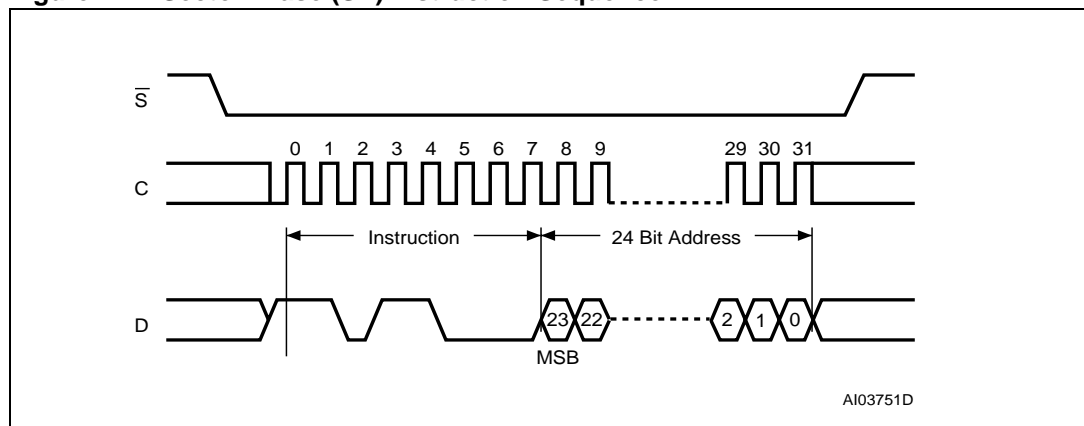 S
0 1 2 3 4 5 6 7 8 9 29 30 31
C
Instruction 24 Bit Address
D 23 22 2 1 0
MSB
AI03751D